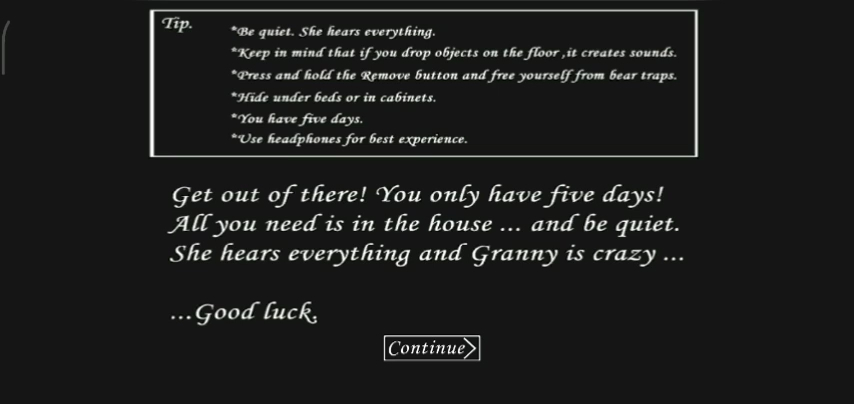 Tip.
*Be quiet. She hears everything.
*Keep in mind that if you drop objects on the floor ,it creates sounds.
*Press and hold the Remove button and free yourself from bear traps.
*Hide under beds or in cabinets.
*You have five days.
*Use headphones for best experience.
Get out of there! You only have five days!
All you need is in the house ... and be quiet.
She hears everything and Granny is crazy ...
...Good luck.
Continue>